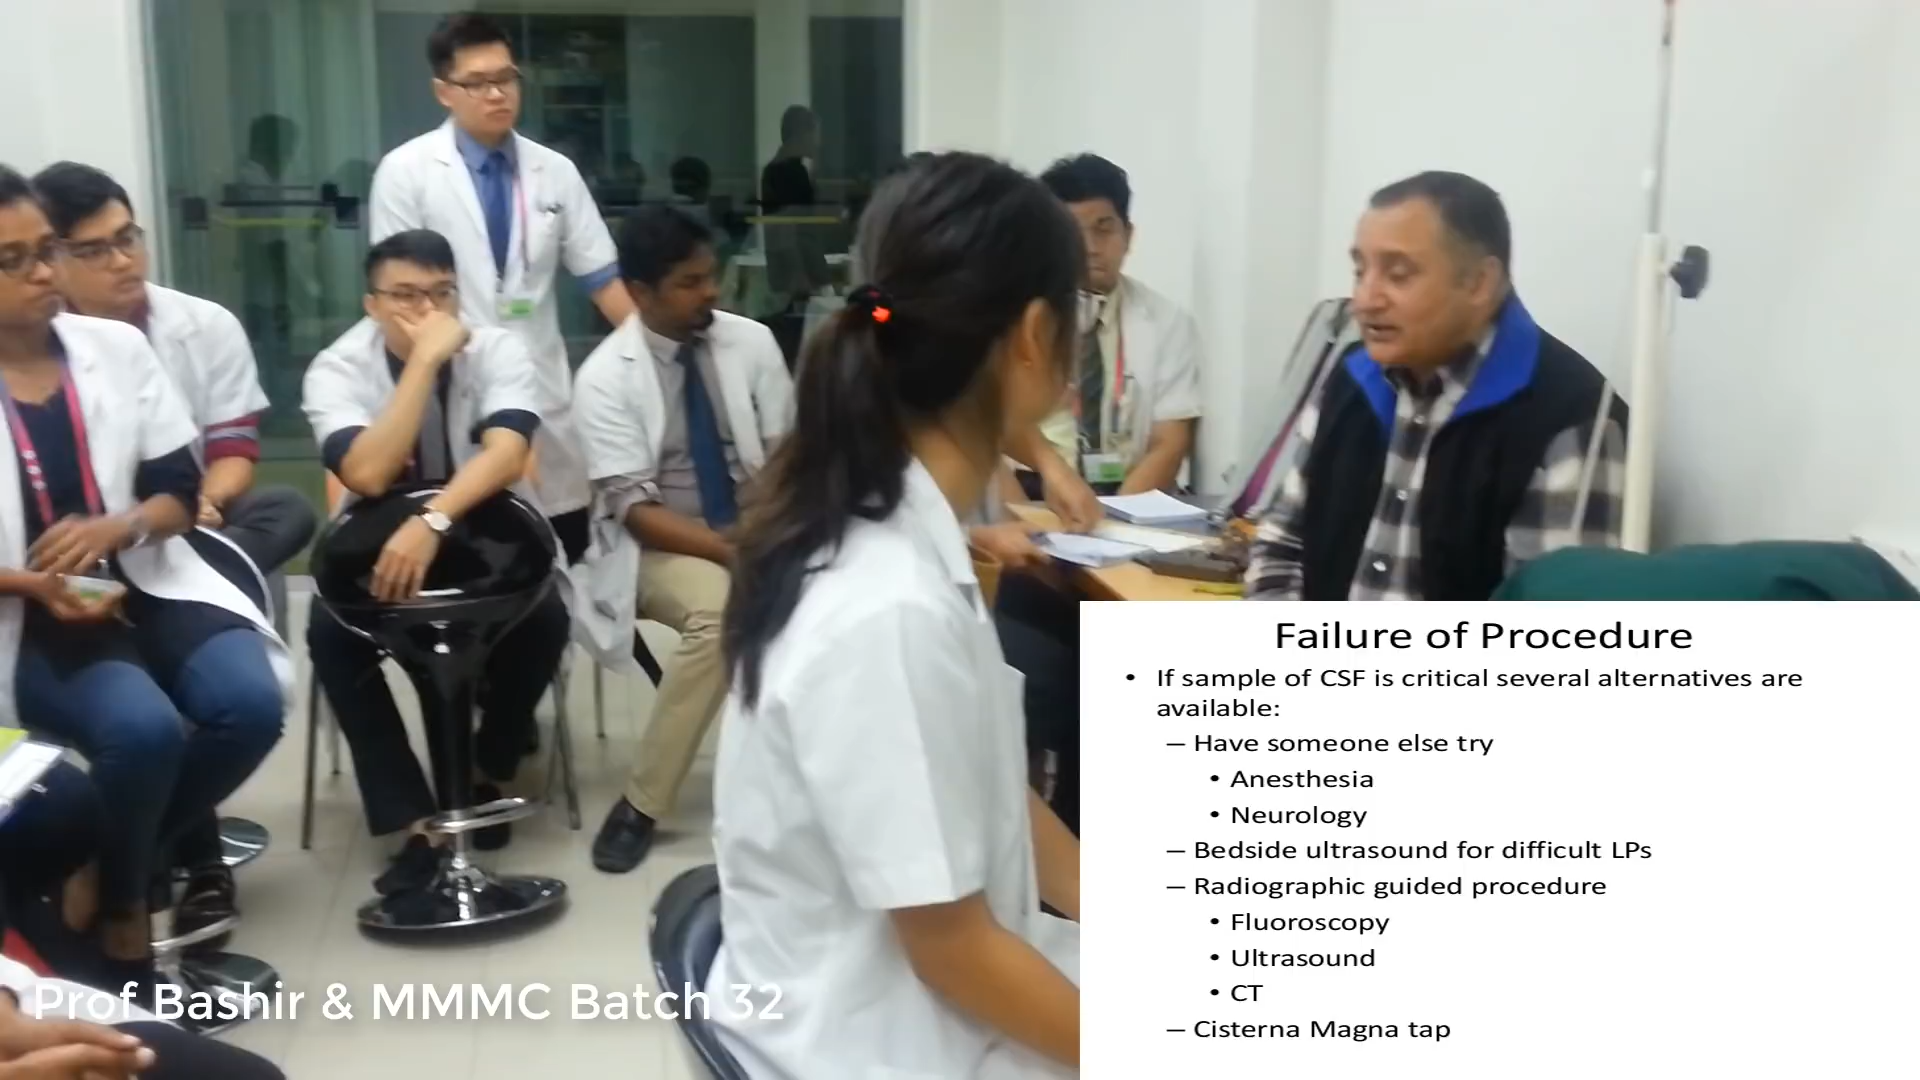 Failure of Procedure
• If sample of CSF is critical several alternatives are
available:
– Have someone else try
• Anesthesia
• Neurology
– Bedside ultrasound for difficult LPs
– Radiographic guided procedure
• Fluoroscopy
• Ultrasound
• CT
– Cisterna Magna tap
Prof Bashir & MMMC Batch 32